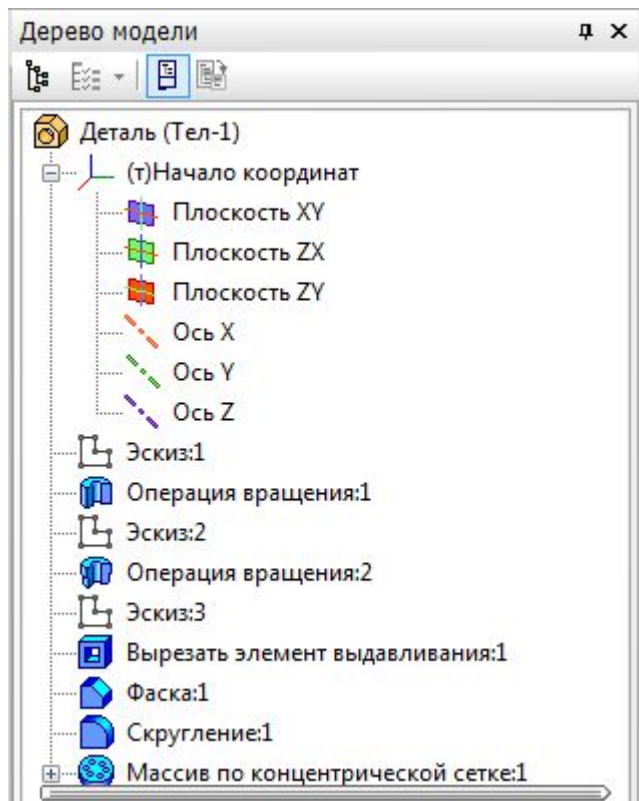 Дерево модели
Деталь (Тел-1)
(т)Начало координат
Плоскость XY
Плоскость ZX
Плоскость ZY
Ось X
Ось Y
Ось Z
Эскиз:1
Операция вращения:1
Эскиз:2
Операция вращения:2
Эскиз:3
Вырезать элемент выдавливания:1
Фаска:1
Скругление:1
Массив по концентрической сетке:1